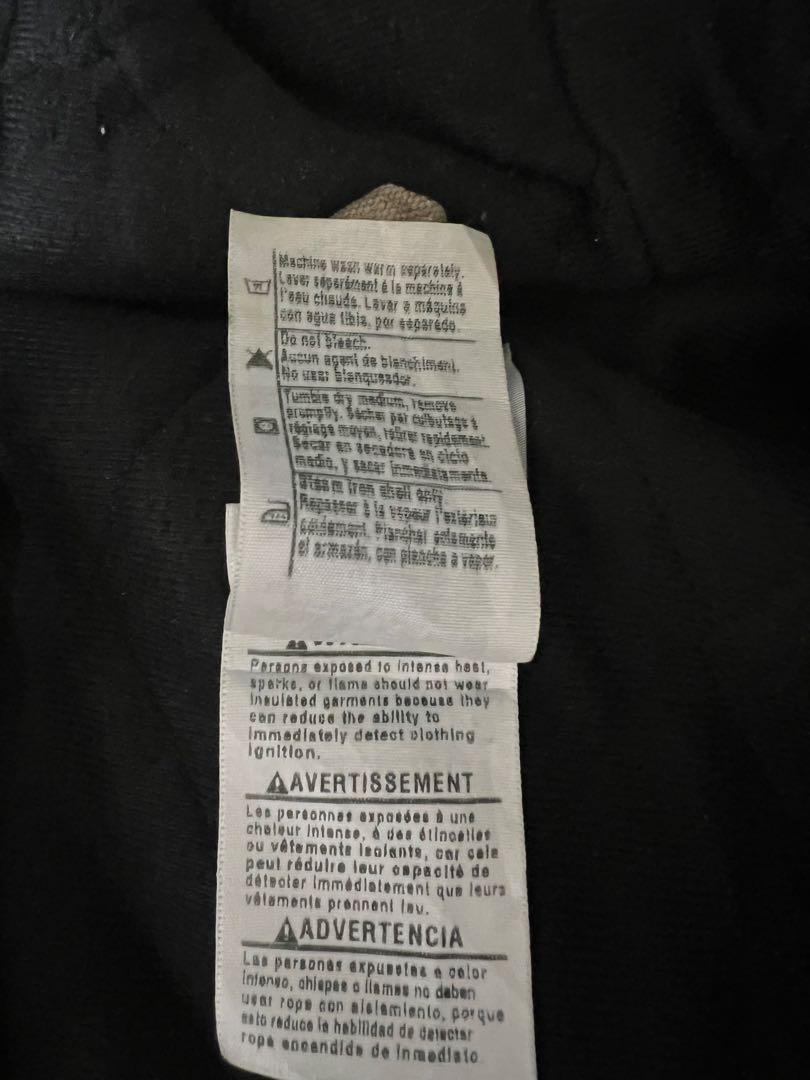 Machine wash warm separately.
Laver séparément à la machine à
l'eau chaude. Lavar a máquina
con agua tibia, por separado.
Do not bleach.
Aucun agent de blanchiment.
No usar blanqueador.
Tumble dry medium, remove
promptly. Sécher par culbutage à
réglage moyen, retirer rapidement.
Secar en secadora en ciclo
medio, y sacar inmediatamente.
Steam iron shell only.
Repasser à la vapeur l'extérieur
seulement. Planchar solamente
el armazón, con plancha a vapor.
Persons exposed to intense heat,
sparks, or flame should not wear
insulated garments because they
can reduce the ability to
immediately detect clothing
ignition.
AVERTISSEMENT
Les personnes exposées à une
chaleur intense, à des étincelles
ou vêtements isolants, car cela
peut réduire leur capacité de
détecter immédiatement que leurs
vêtements prennent feu.
ADVERTENCIA
Las personas expuestas a calor
intenso, chispas o llamas no deben
usar ropa con aislamiento, porque
esto reduce la habilidad de detectar
ropa encendida de inmediato